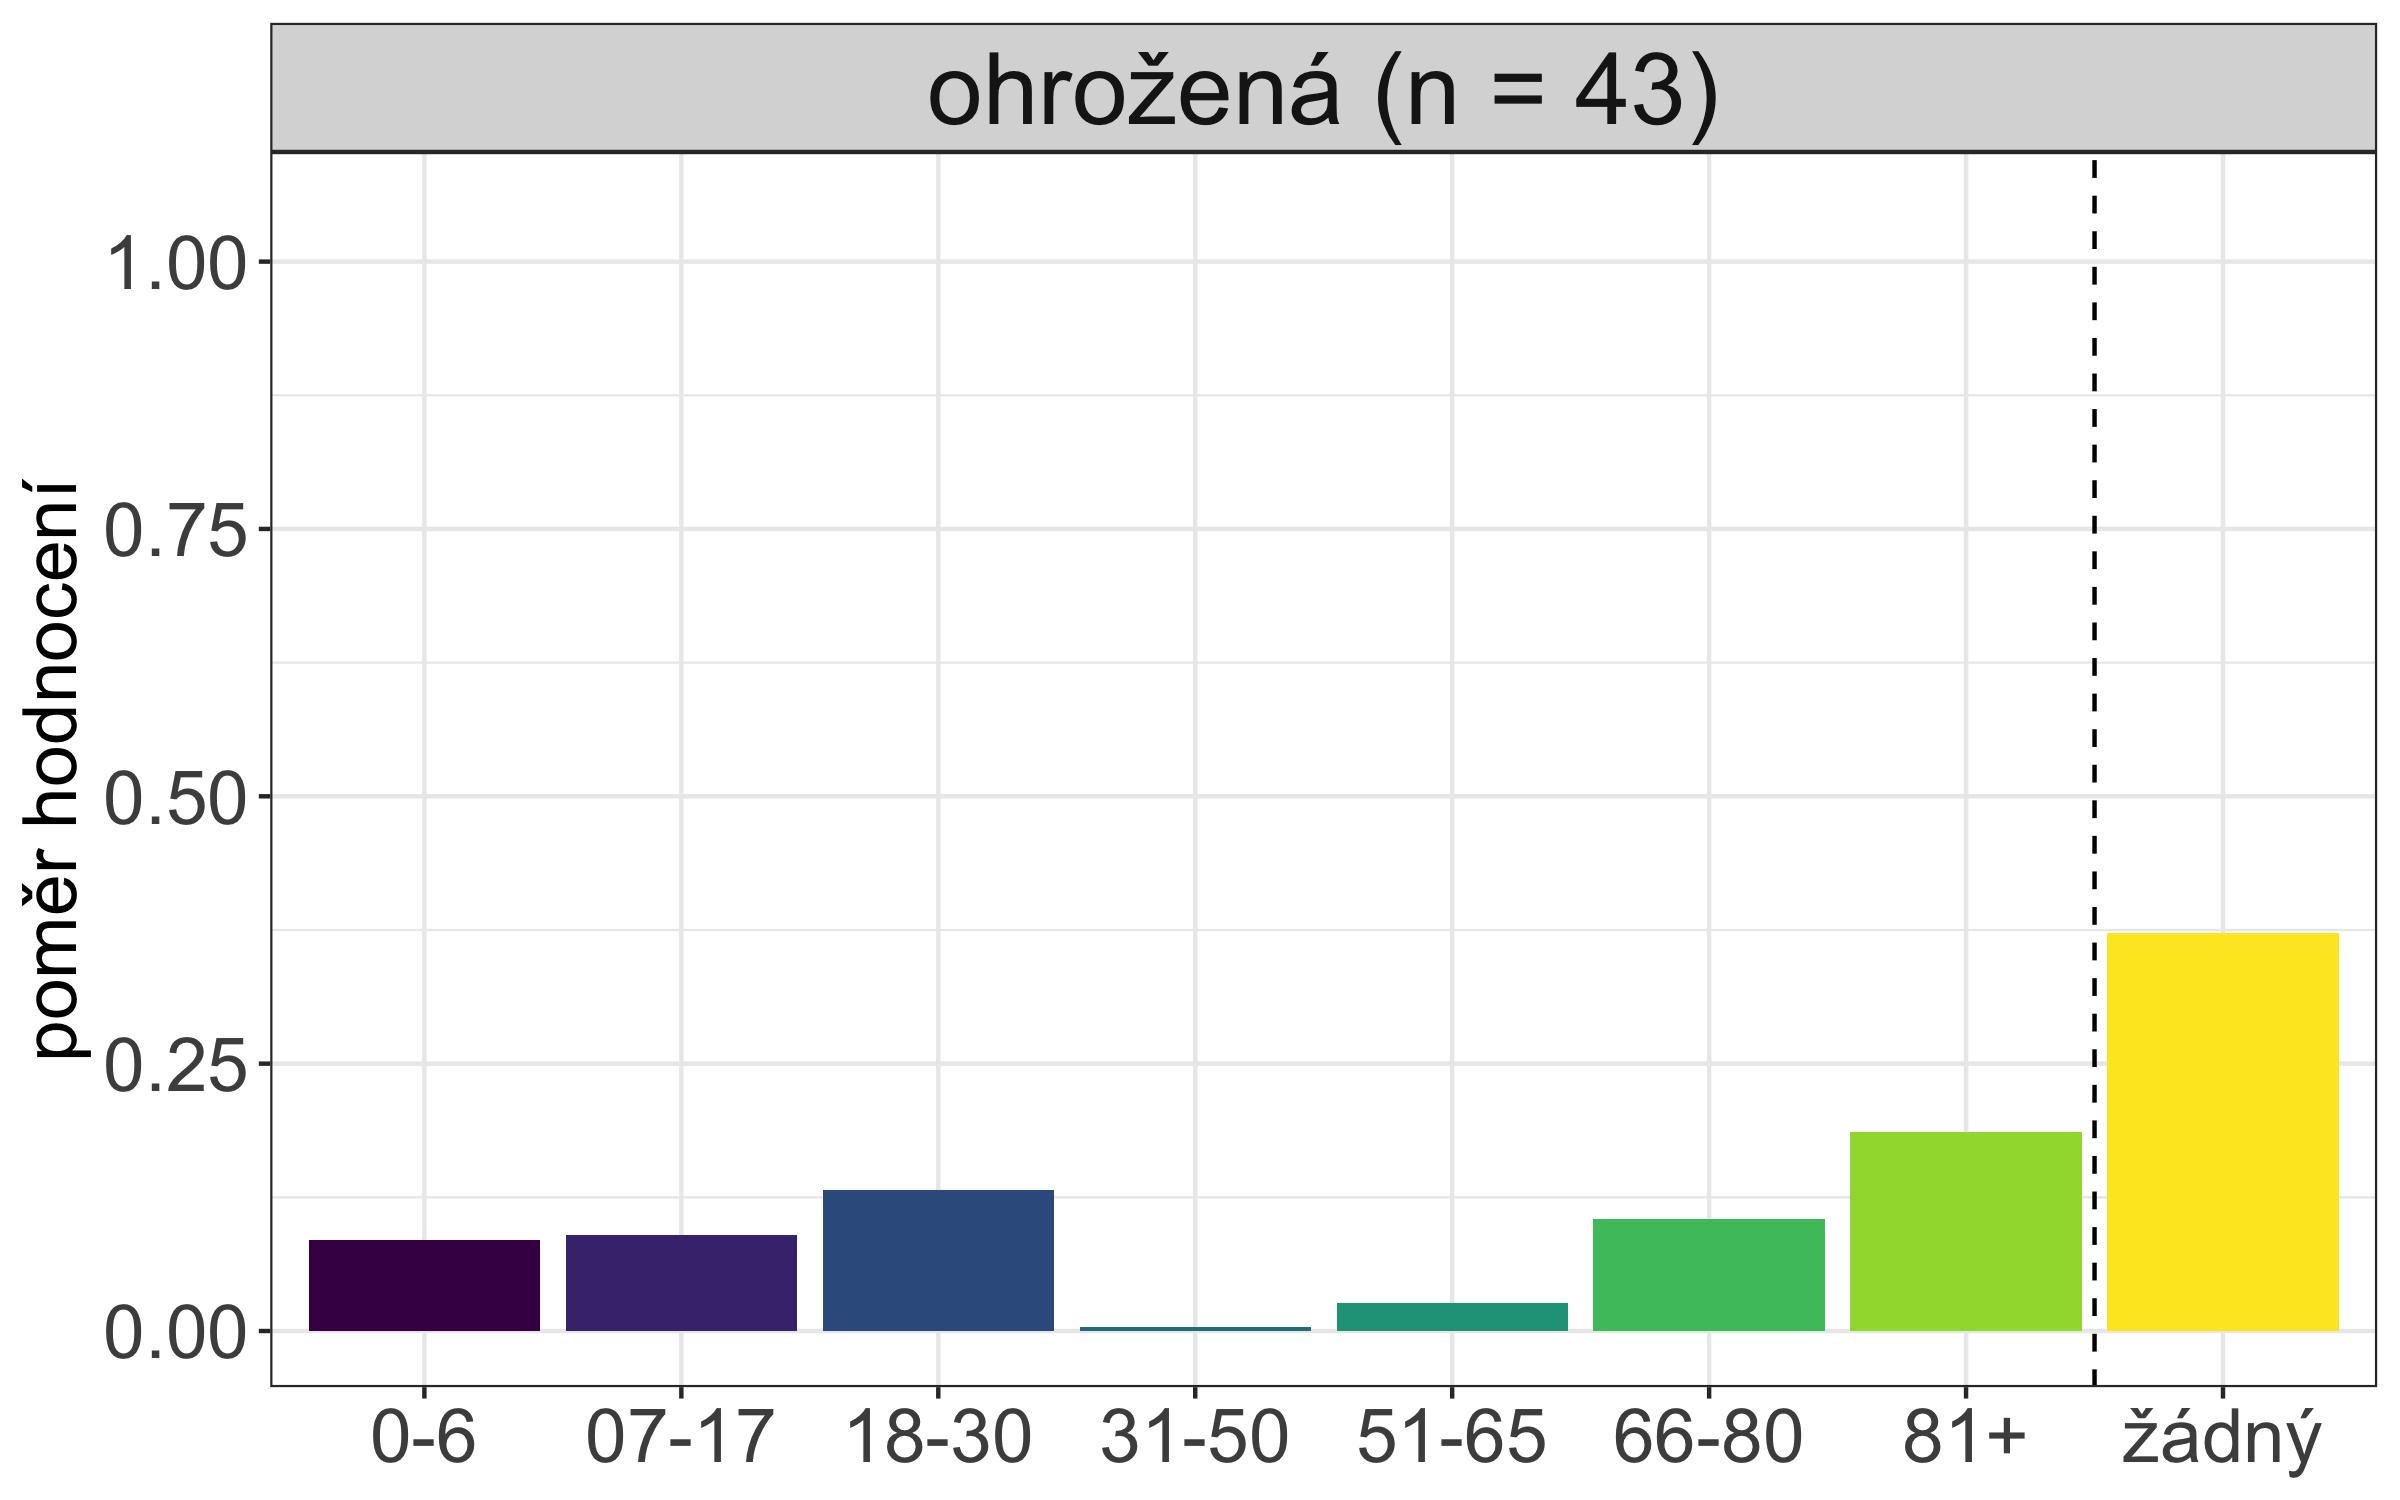 ohrožená (n = 43)
poměr hodnocení
1.00
0.75
0.50
0.25
0.00
0-6 07-17 18-30 31-50 51-65 66-80 81+ žádný